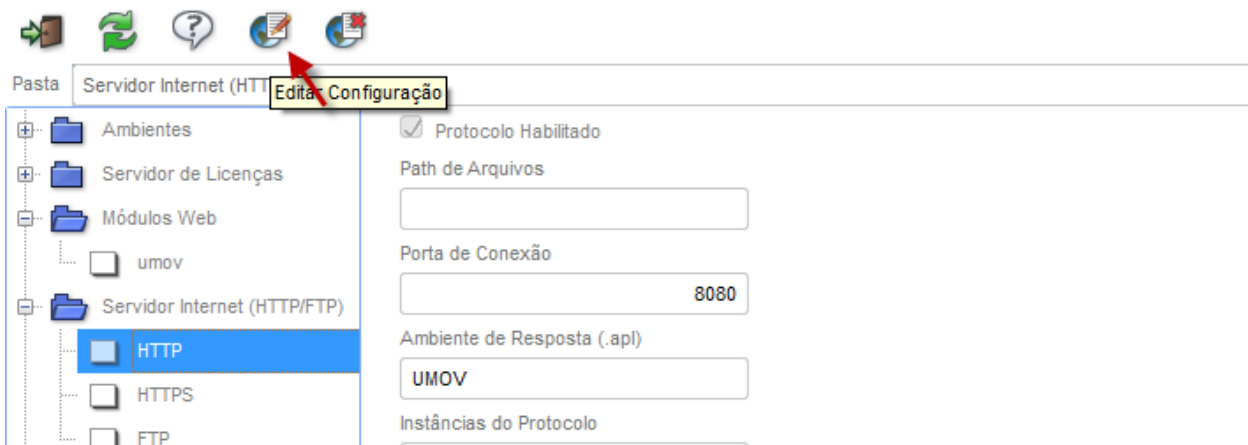 Pasta
Servidor Internet (HTT
Editar Configuração
Ambientes
Servidor de Licenças
Módulos Web
umov
Servidor Internet (HTTP/FTP)
HTTP
HTTPS
FTP
Protocolo Habilitado
Path de Arquivos
Porta de Conexão
8080
Ambiente de Resposta (.apl)
UMOV
Instâncias do Protocolo